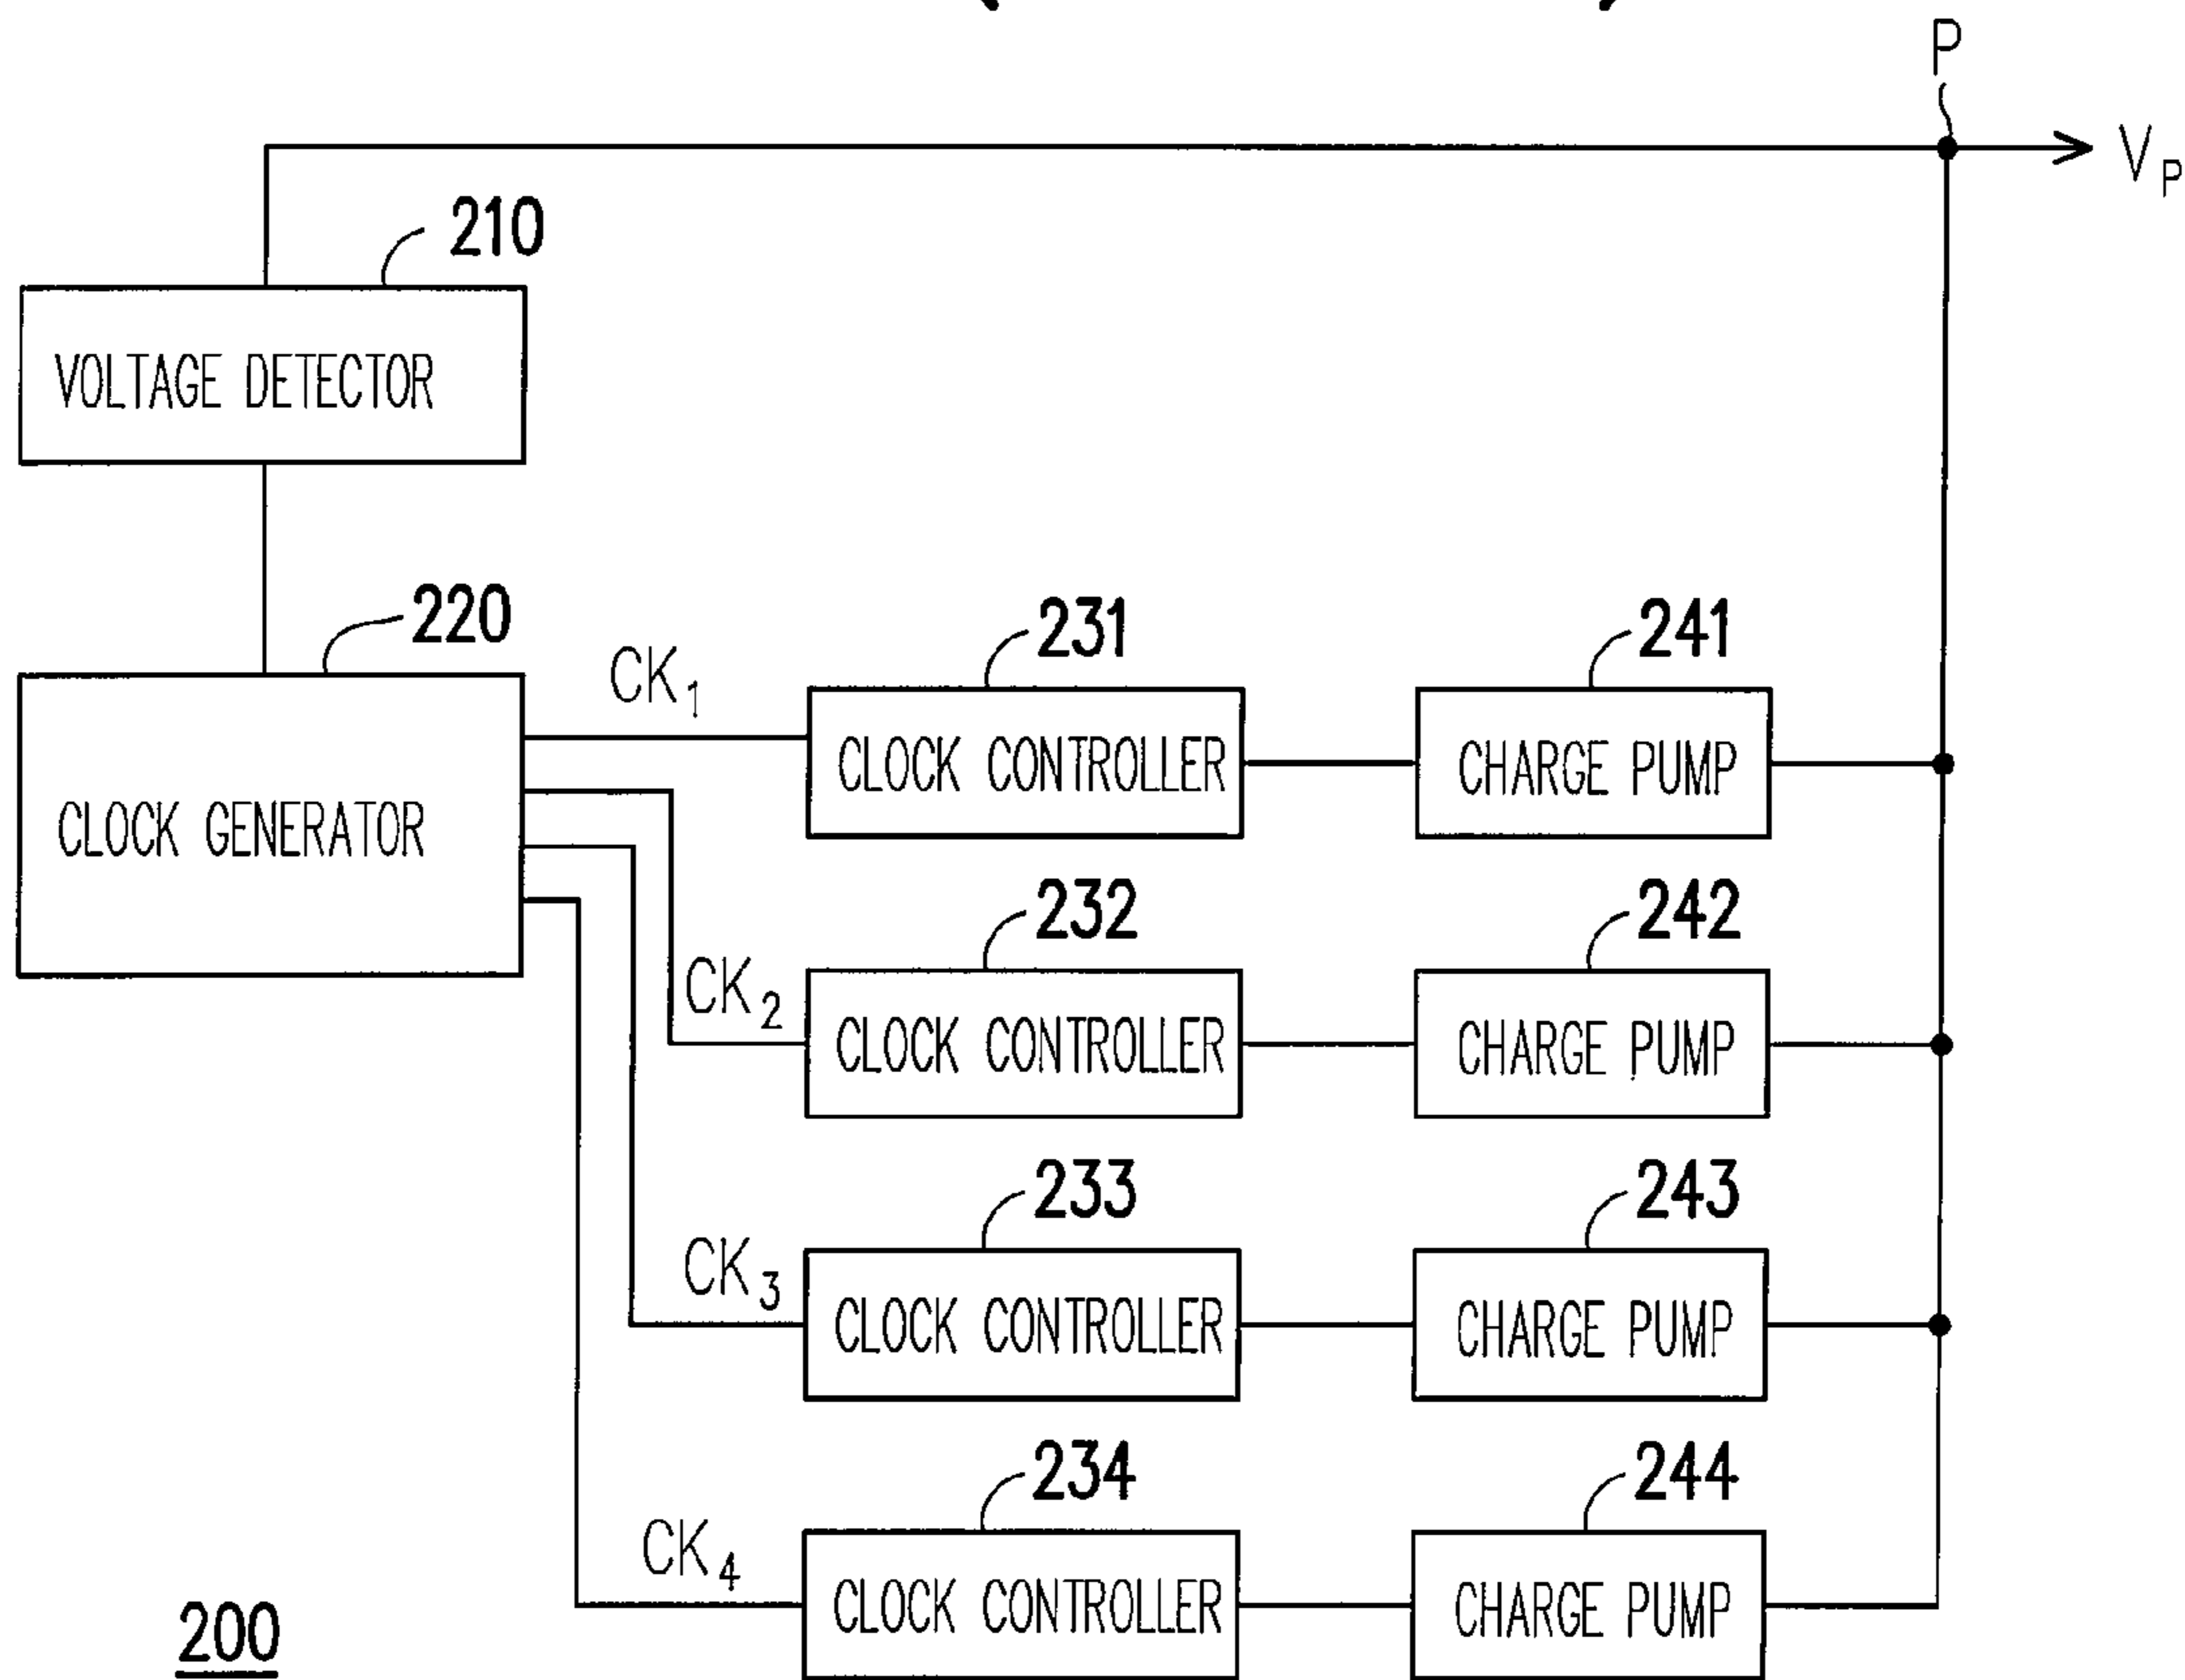 P
V_P
210
VOLTAGE DETECTOR
220
CLOCK GENERATOR
CK_1
231
CLOCK CONTROLLER
241
CHARGE PUMP
CK_2
232
CLOCK CONTROLLER
242
CHARGE PUMP
CK_3
233
CLOCK CONTROLLER
243
CHARGE PUMP
CK_4
234
CLOCK CONTROLLER
244
CHARGE PUMP
200